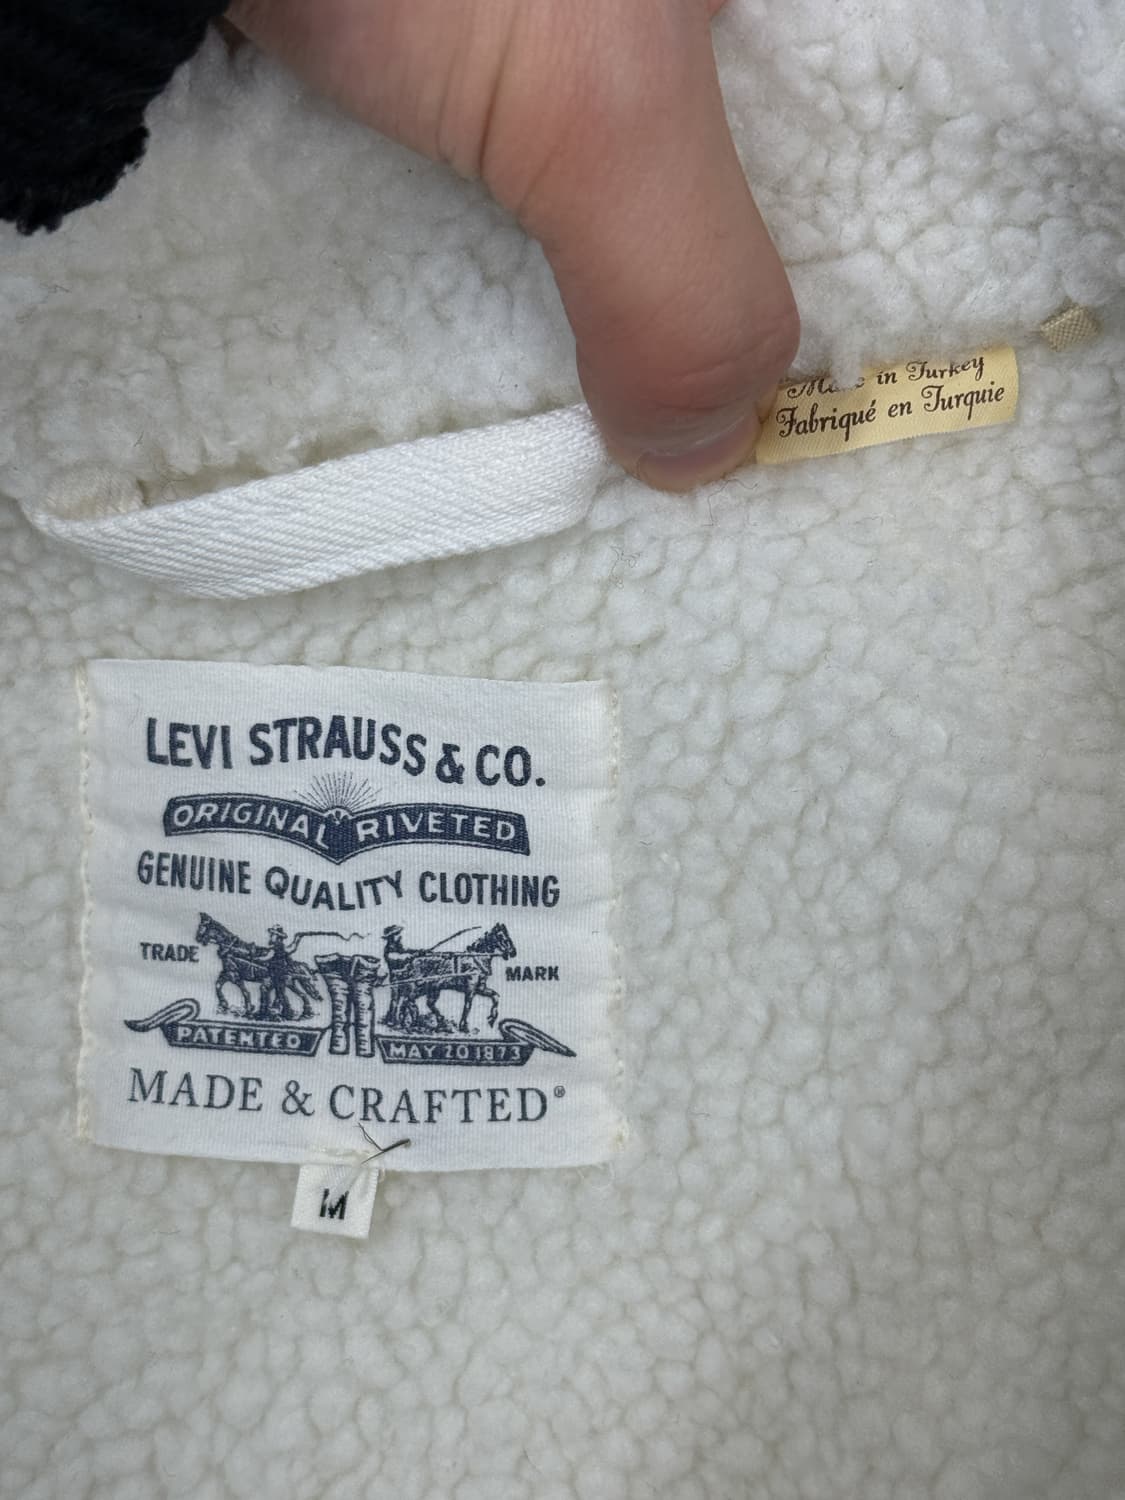 Made in Turkey
Fabriqué en Turquie
LEVI STRAUSS & CO.
ORIGINAL RIVETED
GENUINE QUALITY CLOTHING
TRADE MARK
PATENTED MAY 20 1873
MADE & CRAFTED®
M